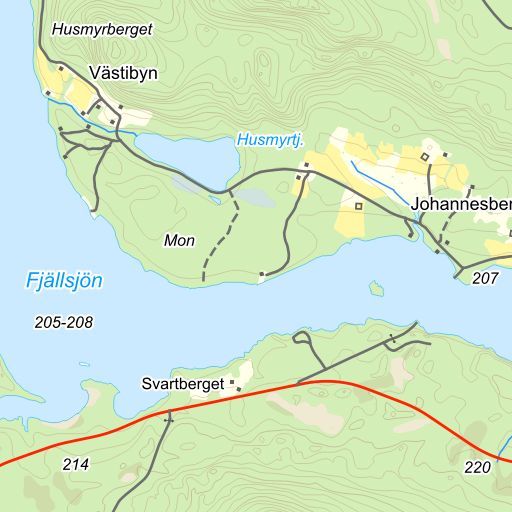 Husmyrberget
Västibyn
Husmyrtj.
Johannesber
Mon
Fjällsjön
207
205-208
Svartberget
214
220